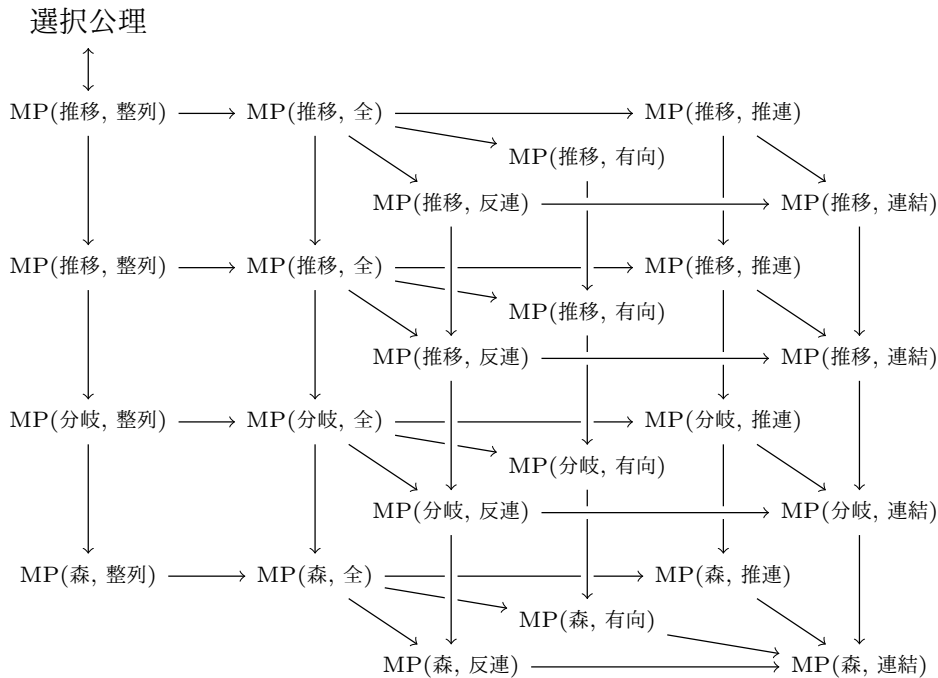 選択公理
MP(推移, 整列) MP(推移, 全) MP(推移, 推連)
MP(推移, 有向)
MP(推移, 反連) MP(推移, 連結)
MP(推移, 整列) MP(推移, 全) MP(推移, 推連)
MP(推移, 有向)
MP(推移, 反連) MP(推移, 連結)
MP(分岐, 整列) MP(分岐, 全) MP(分岐, 推連)
MP(分岐, 有向)
MP(分岐, 反連) MP(分岐, 連結)
MP(森, 整列) MP(森, 全) MP(森, 推連)
MP(森, 有向)
MP(森, 反連) MP(森, 連結)